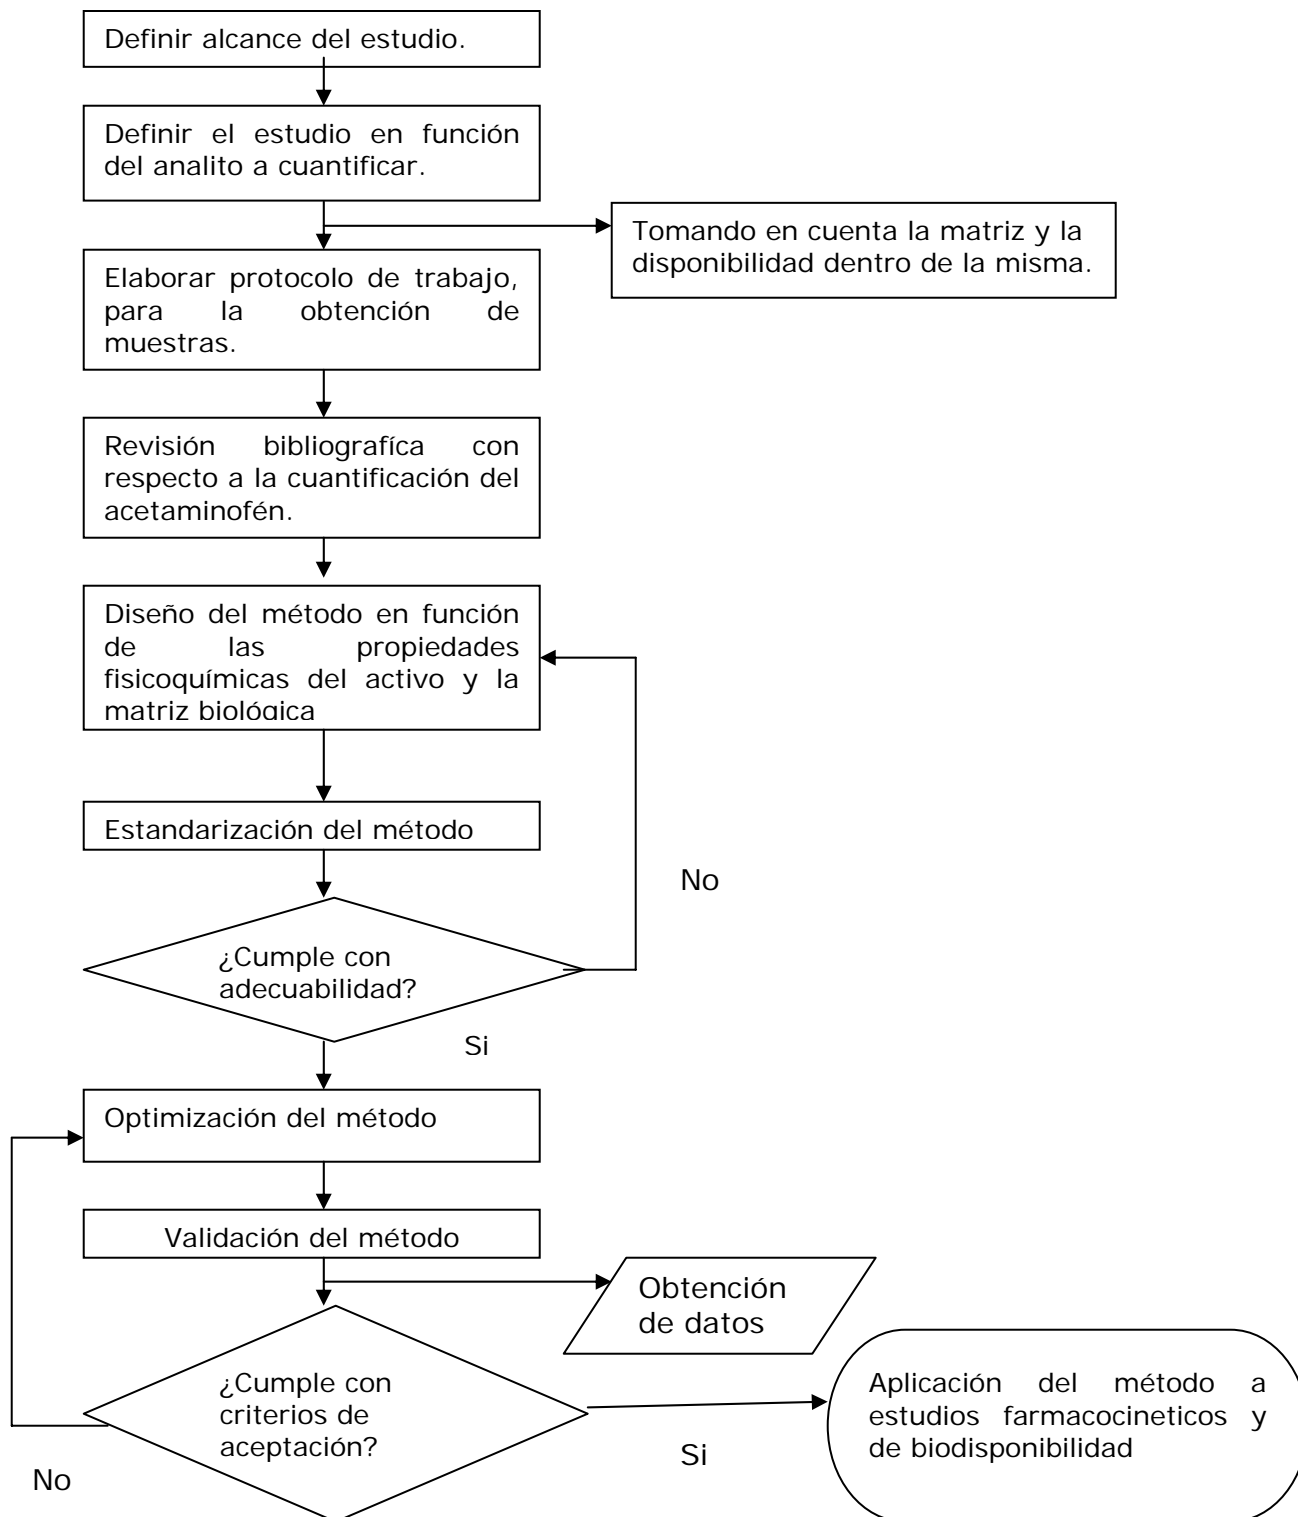 Definir alcance del estudio.
Definir el estudio en función
del analito a cuantificar.
Tomando en cuenta la matriz y la
disponibilidad dentro de la misma.
Elaborar protocolo de trabajo,
para la obtención de
muestras.
Revisión bibliografíca con
respecto a la cuantificación del
acetaminofén.
Diseño del método en función
de las propiedades
fisicoquímicas del activo y la
matriz biológica
Estandarización del método
No
¿Cumple con
adecuabilidad?
Si
Optimización del método
Validación del método
Obtención
de datos
¿Cumple con
criterios de
aceptación?
Aplicación del método a
estudios farmacocineticos y
de biodisponibilidad
Si
No